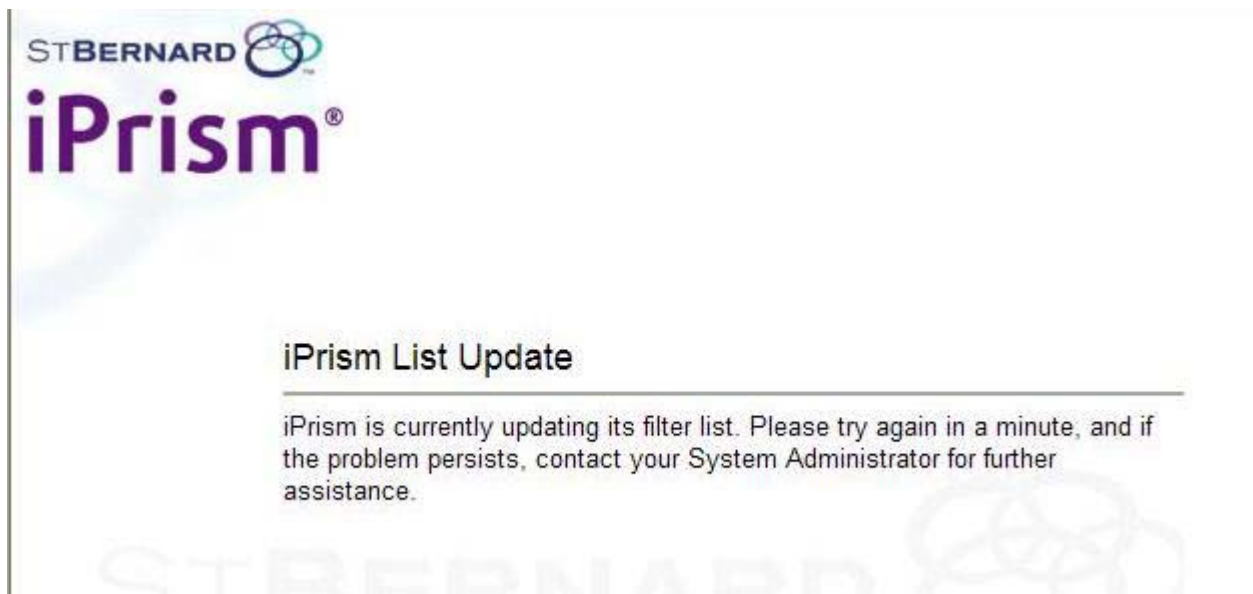 STBERNARD™
iPrism®
iPrism List Update
iPrism is currently updating its filter list. Please try again in a minute, and if
the problem persists, contact your System Administrator for further
assistance.
STBERNARD